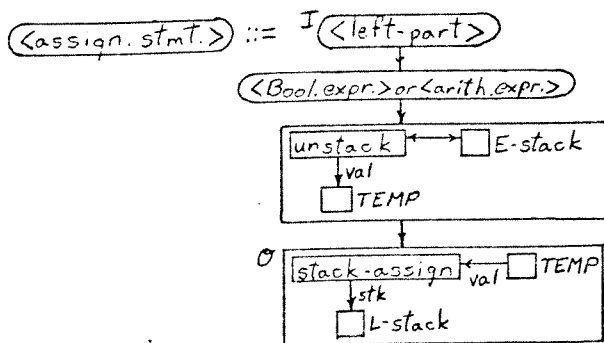 <assign. stmt.> ::= I <left-part>
<Bool.expr.> or <arith.expr.>
unstack E-stack
val
TEMP
O
stack-assign val TEMP
stk
L-stack